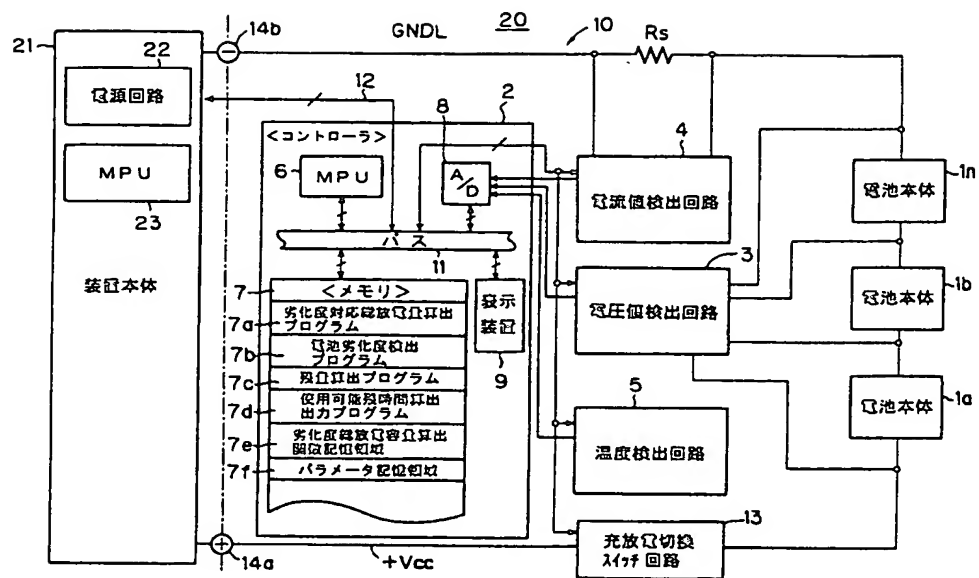 20
21
14b
GNDL
10
Rs
22
電源回路
12
2
<コントローラ>
8
4
6
MPU
A/D
MPU
23
電流値検出回路
電池本体
1n
バス
11
3
装置本体
7
<メモリ>
表示
装置
9
電圧値検出回路
電池本体
1b
7a
劣化度対応総放電量算出
プログラム
7b
電池劣化度検出
プログラム
7c
残量算出プログラム
7d
使用可能残時間算出
出力プログラム
7e
劣化度総放電容量算出
関数記憶領域
7f
パラメータ記憶領域
5
温度検出回路
電池本体
1a
13
充放電切換
スイッチ回路
14a
+Vcc